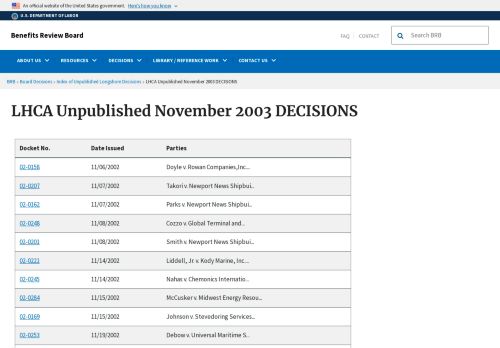 An official website of the United States government. Here's how you know
U.S. DEPARTMENT OF LABOR
Benefits Review Board
FAQ CONTACT
Search BRB
ABOUT US RESOURCES DECISIONS LIBRARY / REFERENCE WORK CONTACT US
BRB › Board Decisions › Index of Unpublished Longshore Decisions › LHCA Unpublished November 2003 DECISIONS
LHCA Unpublished November 2003 DECISIONS
Docket No. Date Issued Parties
02-0156 11/06/2002 Doyle v. Rowan Companies,Inc...
02-0207 11/07/2002 Takori v. Newport News Shipbui..
02-0162 11/07/2002 Parks v. Newport News Shipbui..
02-0248 11/08/2002 Cozzo v. Global Terminal and..
02-0201 11/08/2002 Smith v. Newport News Shipbui..
02-0221 11/14/2002 Liddell, Jr. v. Kody Marine, Inc....
02-0245 11/14/2002 Nahas v. Chemonics Internatio..
02-0284 11/15/2002 McCusker v. Midwest Energy Resou..
02-0169 11/15/2002 Johnson v. Stevedoring Services..
02-0253 11/19/2002 Debow v. Universal Maritime S..